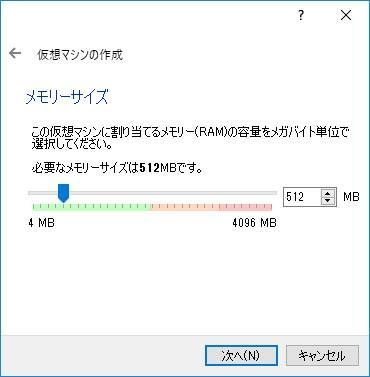 ?
仮想マシンの作成
メモリーサイズ
この仮想マシンに割り当てるメモリー(RAM)の容量をメガバイト単位で
選択してください。
必要なメモリーサイズは512MBです。
512 MB
4 MB 4096 MB
次へ(N) キャンセル